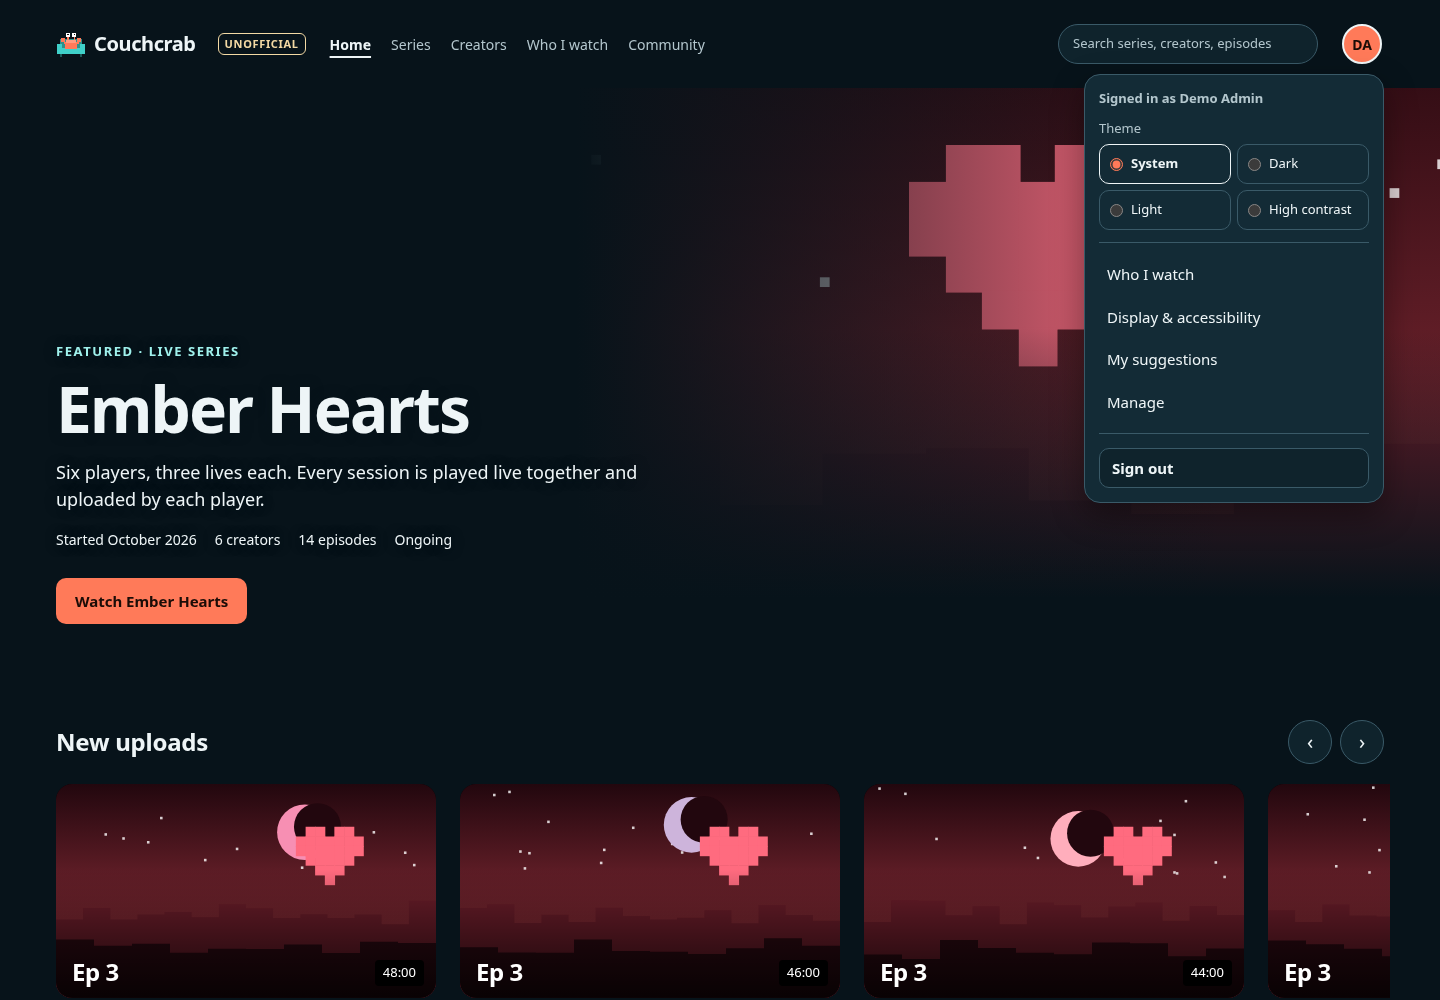 Couchcrab
UNOFFICIAL
Home
Series
Creators
Who I watch
Community
Search series, creators, episodes
DA
Signed in as Demo Admin
Theme
System
Dark
Light
High contrast
Who I watch
Display & accessibility
My suggestions
Manage
Sign out
FEATURED · LIVE SERIES
Ember Hearts
Six players, three lives each. Every session is played live together and
uploaded by each player.
Started October 2026
6 creators
14 episodes
Ongoing
Watch Ember Hearts
New uploads
Ep 3
48:00
Ep 3
46:00
Ep 3
44:00
Ep 3